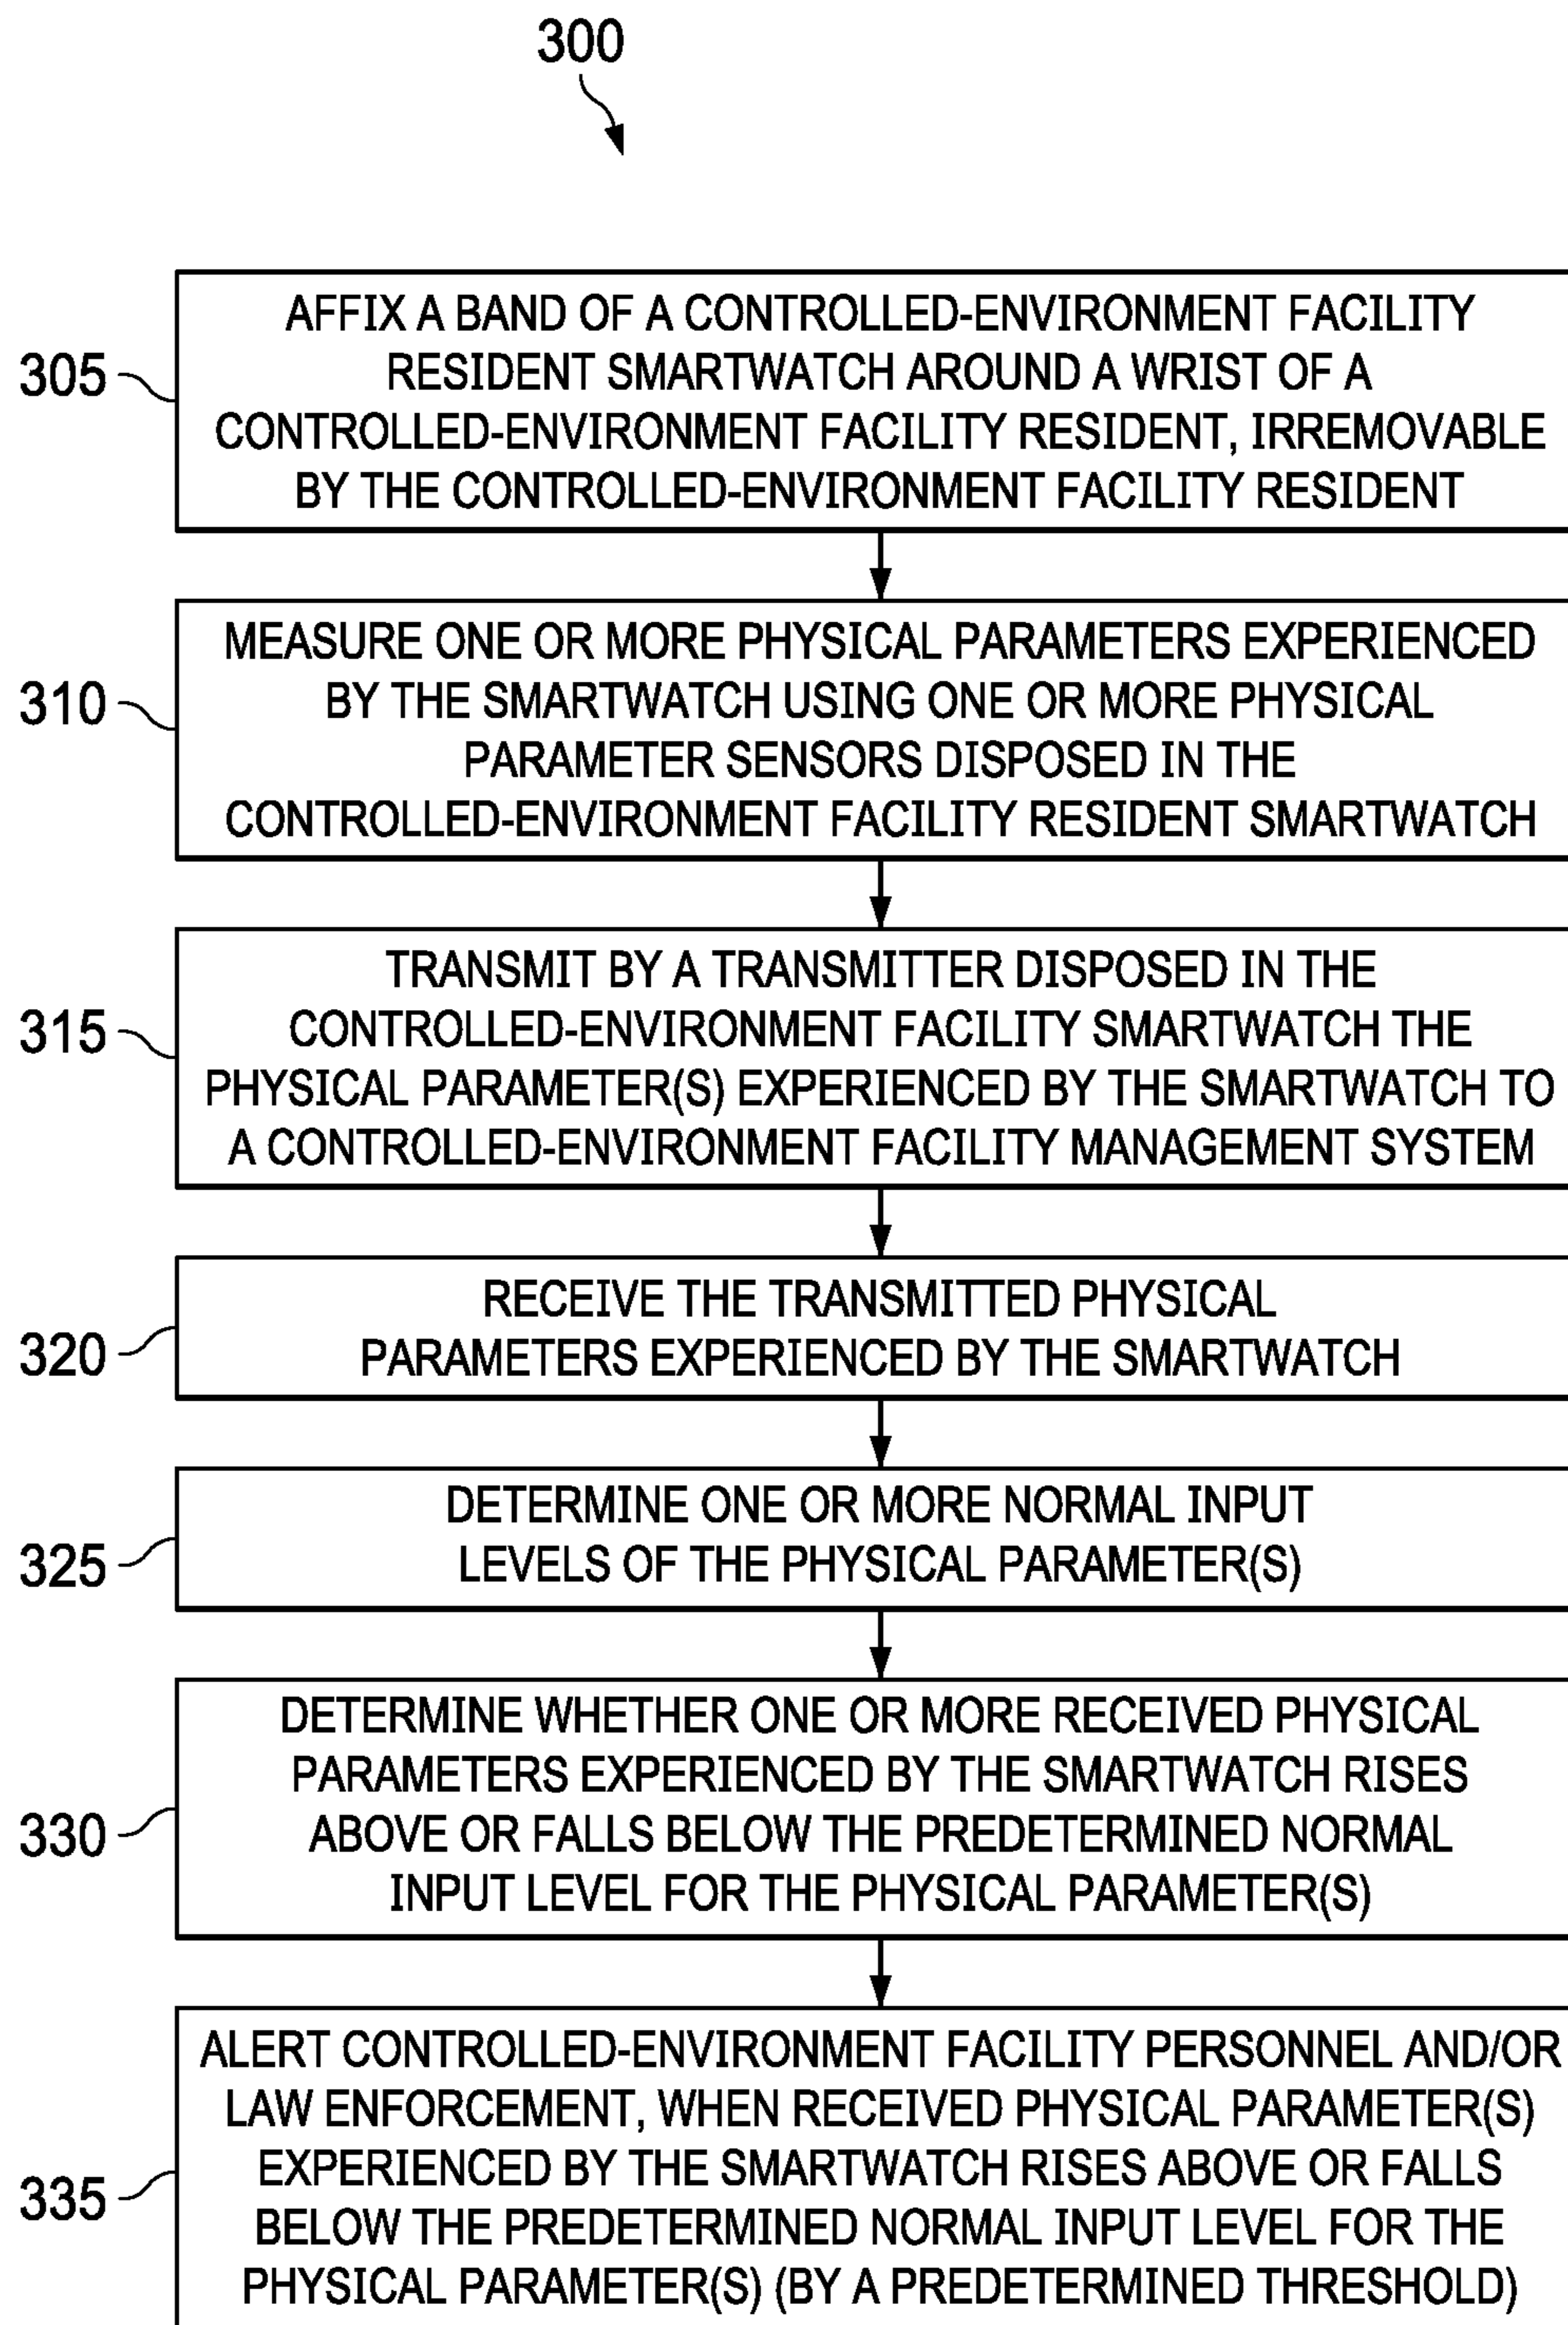 300
305
AFFIX A BAND OF A CONTROLLED-ENVIRONMENT FACILITY
RESIDENT SMARTWATCH AROUND A WRIST OF A
CONTROLLED-ENVIRONMENT FACILITY RESIDENT, IRREMOVABLE
BY THE CONTROLLED-ENVIRONMENT FACILITY RESIDENT
310
MEASURE ONE OR MORE PHYSICAL PARAMETERS EXPERIENCED
BY THE SMARTWATCH USING ONE OR MORE PHYSICAL
PARAMETER SENSORS DISPOSED IN THE
CONTROLLED-ENVIRONMENT FACILITY RESIDENT SMARTWATCH
315
TRANSMIT BY A TRANSMITTER DISPOSED IN THE
CONTROLLED-ENVIRONMENT FACILITY SMARTWATCH THE
PHYSICAL PARAMETER(S) EXPERIENCED BY THE SMARTWATCH TO
A CONTROLLED-ENVIRONMENT FACILITY MANAGEMENT SYSTEM
320
RECEIVE THE TRANSMITTED PHYSICAL
PARAMETERS EXPERIENCED BY THE SMARTWATCH
325
DETERMINE ONE OR MORE NORMAL INPUT
LEVELS OF THE PHYSICAL PARAMETER(S)
330
DETERMINE WHETHER ONE OR MORE RECEIVED PHYSICAL
PARAMETERS EXPERIENCED BY THE SMARTWATCH RISES
ABOVE OR FALLS BELOW THE PREDETERMINED NORMAL
INPUT LEVEL FOR THE PHYSICAL PARAMETER(S)
335
ALERT CONTROLLED-ENVIRONMENT FACILITY PERSONNEL AND/OR
LAW ENFORCEMENT, WHEN RECEIVED PHYSICAL PARAMETER(S)
EXPERIENCED BY THE SMARTWATCH RISES ABOVE OR FALLS
BELOW THE PREDETERMINED NORMAL INPUT LEVEL FOR THE
PHYSICAL PARAMETER(S) (BY A PREDETERMINED THRESHOLD)